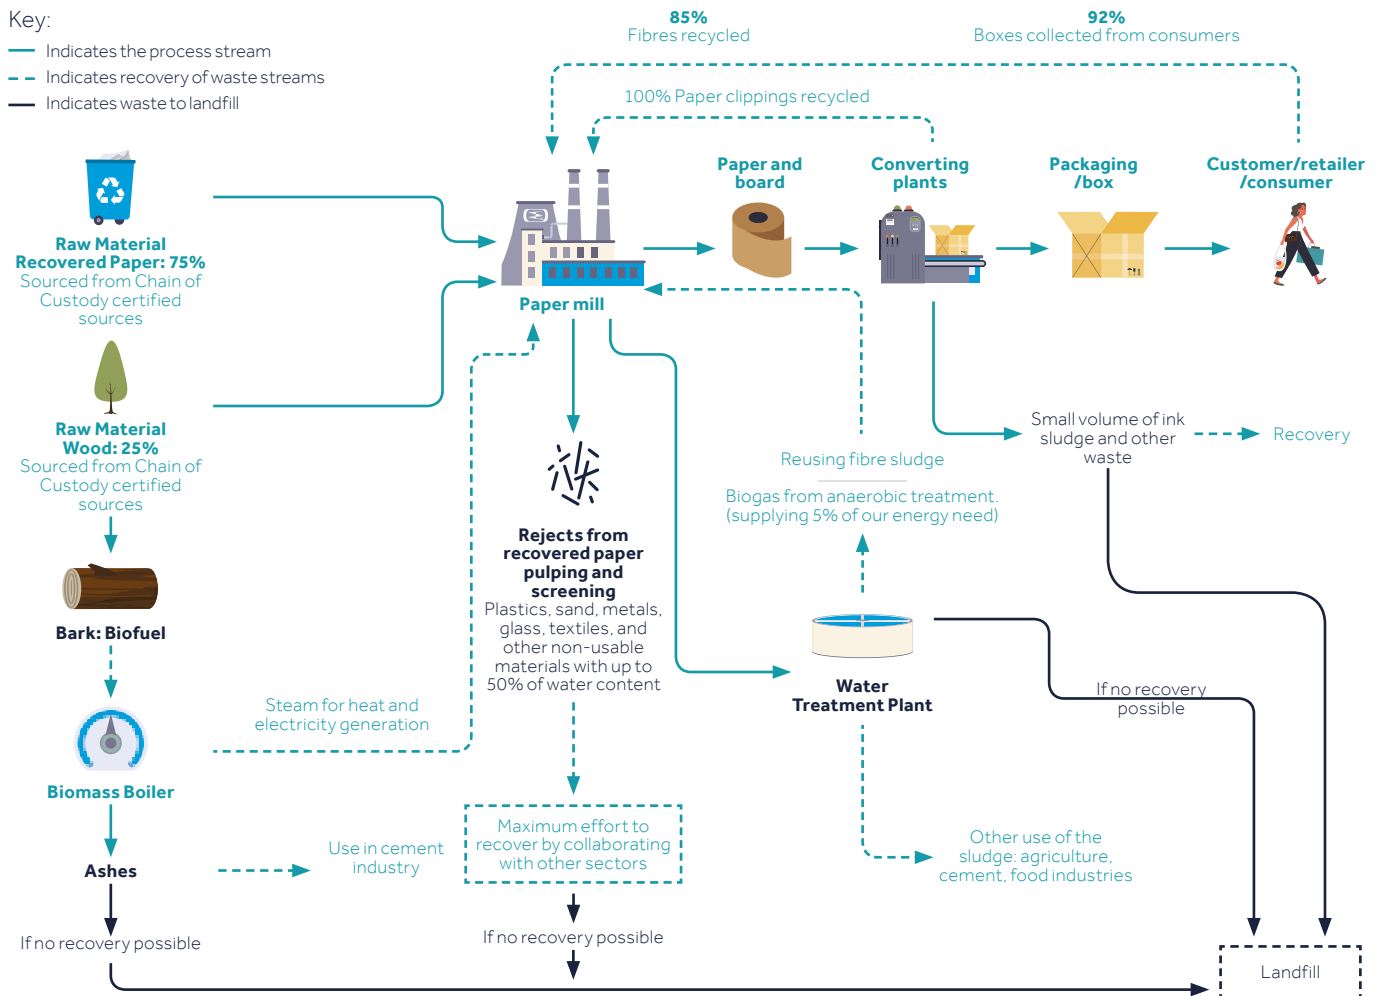 Key:
Indicates the process stream
Indicates recovery of waste streams
Indicates waste to landfill
85%
Fibres recycled
92%
Boxes collected from consumers
100% Paper clippings recycled
Raw Material
Recovered Paper: 75%
Sourced from Chain of
Custody certified
sources
Paper mill
Paper and
board
Converting
plants
Packaging
/box
Customer/retailer
/consumer
Raw Material
Wood: 25%
Sourced from Chain of
Custody certified
sources
Bark: Biofuel
Biomass Boiler
Steam for heat and
electricity generation
Ashes
Use in cement
industry
If no recovery possible
Rejects from
recovered paper
pulping and
screening
Plastics, sand, metals,
glass, textiles, and
other non-usable
materials with up to
50% of water content
Maximum effort to
recover by collaborating
with other sectors
If no recovery possible
Reusing fibre sludge
Biogas from anaerobic treatment.
(supplying 5% of our energy need)
Water
Treatment Plant
Other use of the
sludge: agriculture,
cement, food industries
Small volume of ink
sludge and other
waste
Recovery
If no recovery
possible
Landfill